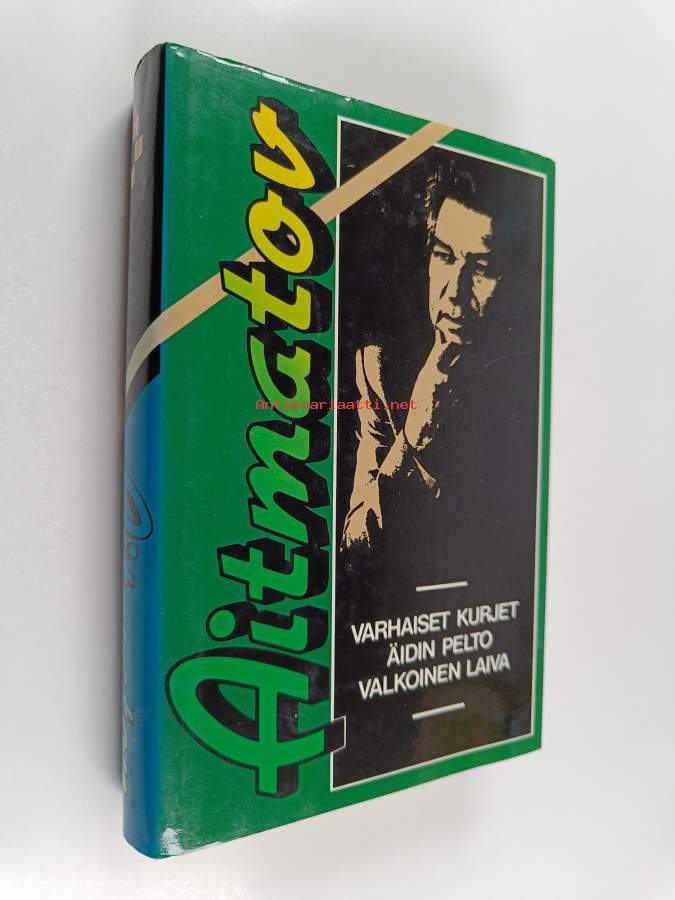 Aitmatov
Antikvariaatti.net
VARHAISET KURJET
ÄIDIN PELTO
VALKOINEN LAIVA